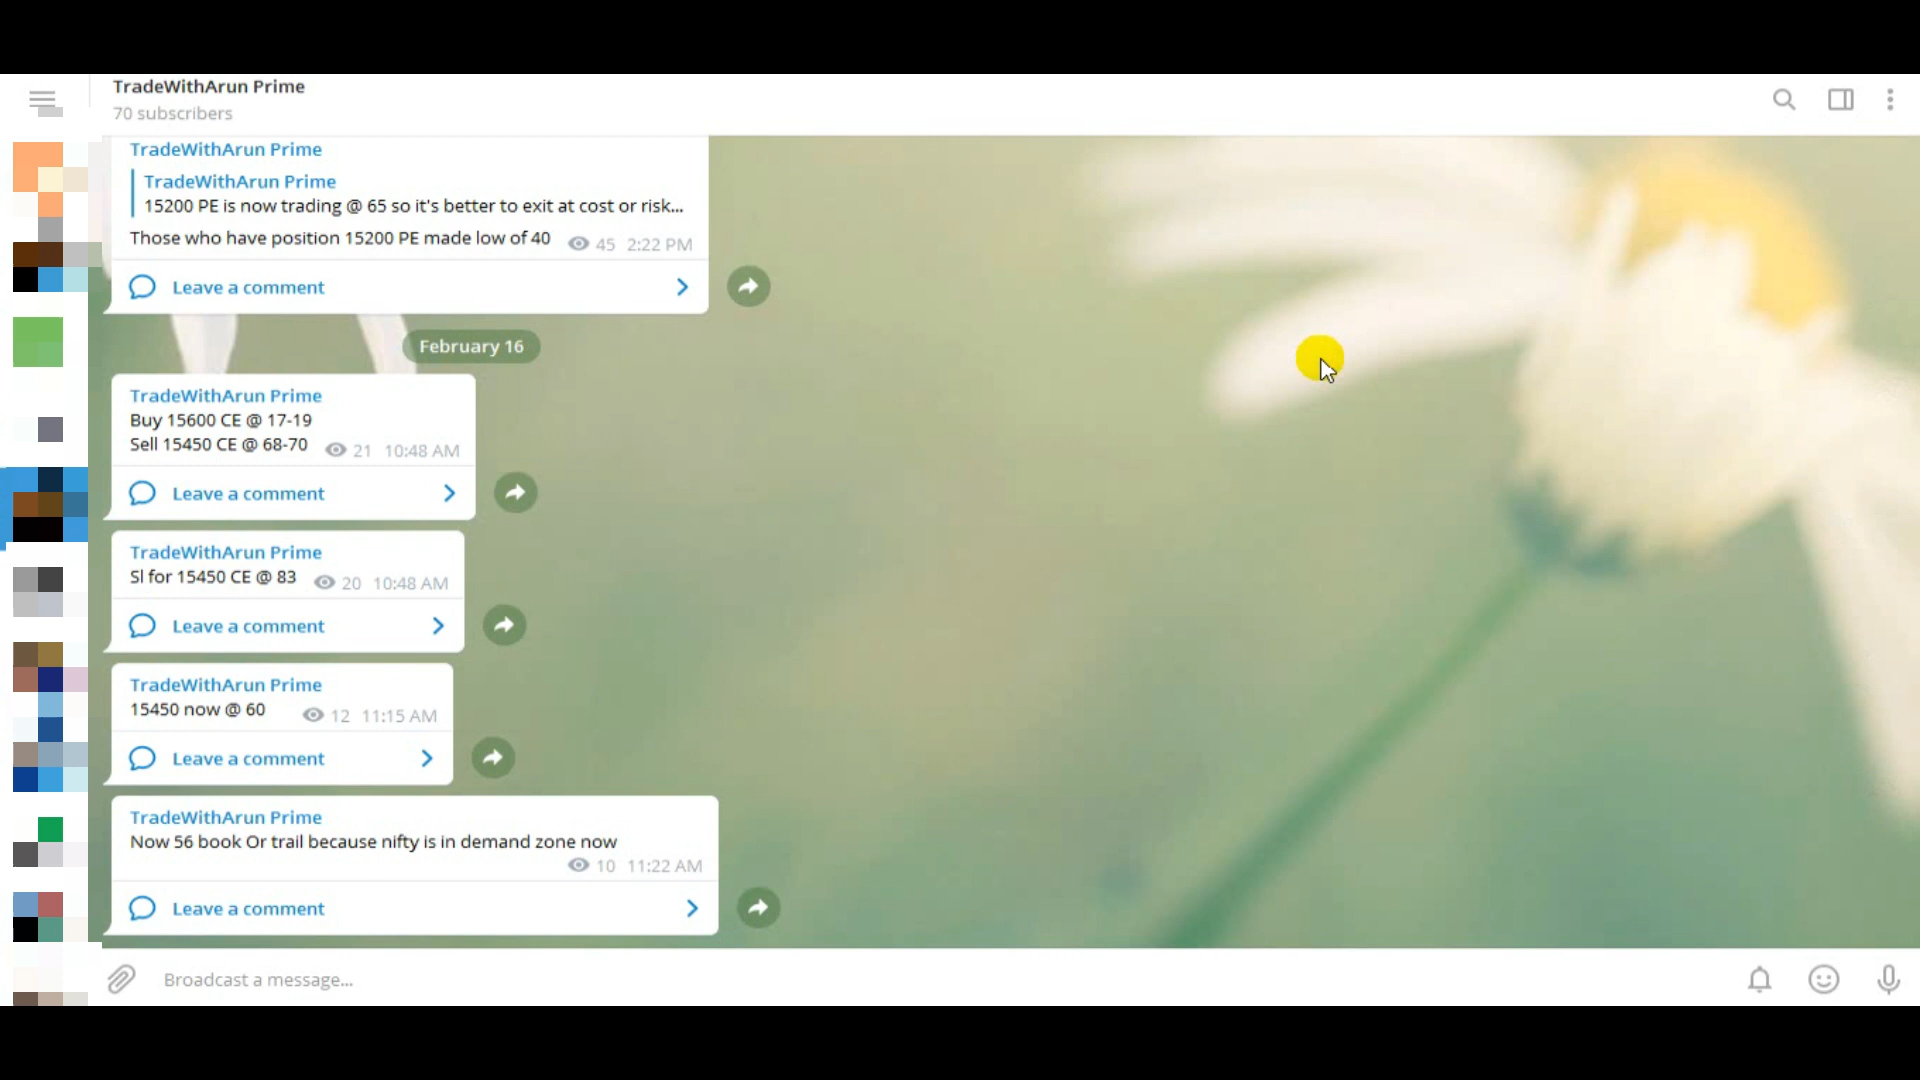 TradeWithArun Prime
70 subscribers
TradeWithArun Prime
TradeWithArun Prime
15200 PE is now trading @ 65 so it's better to exit at cost or risk...
Those who have position 15200 PE made low of 40 45 2:22 PM
Leave a comment
February 16
TradeWithArun Prime
Buy 15600 CE @ 17-19
Sell 15450 CE @ 68-70 21 10:48 AM
Leave a comment
TradeWithArun Prime
Sl for 15450 CE @ 83 20 10:48 AM
Leave a comment
TradeWithArun Prime
15450 now @ 60 12 11:15 AM
Leave a comment
TradeWithArun Prime
Now 56 book Or trail because nifty is in demand zone now
10 11:22 AM
Leave a comment
Broadcast a message...